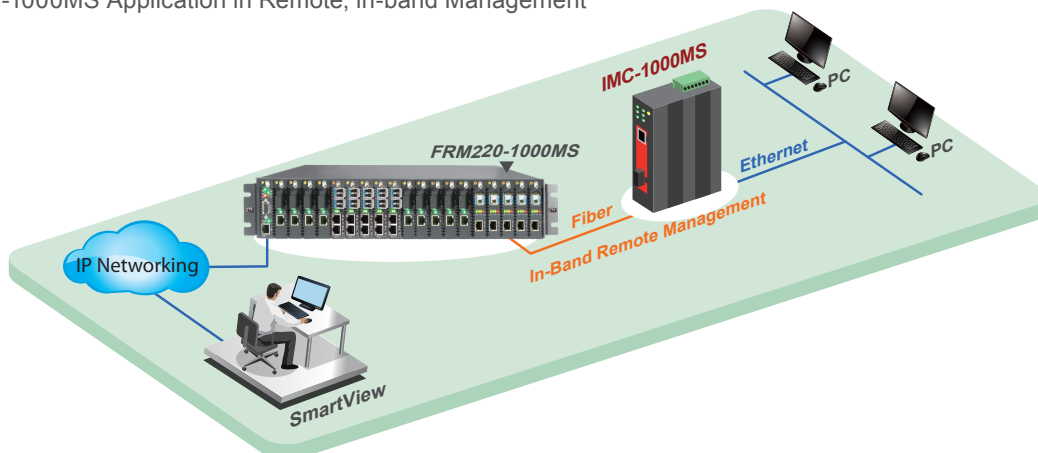 -1000MS Application in Remote, in-band Management
IMC-1000MS
PC
FRM220-1000MS
PC
Ethernet
Fiber
In-Band Remote Management
IP Networking
SmartView